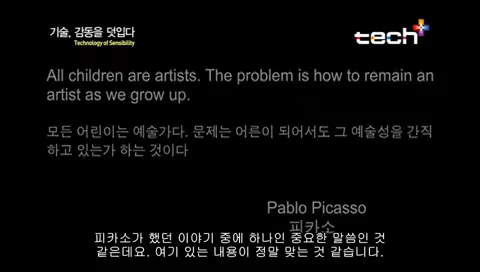 기술, 감동을 덧입다
Technology of Sensibility
tech+
All children are artists. The problem is how to remain an
artist as we grow up.
모든 어린이는 예술가다. 문제는 어른이 되어서도 그 예술성을 간직
하고 있는가 하는 것이다
Pablo Picasso
피카소
피카소가 했던 이야기 중에 하나인 중요한 말씀인 것
같은데요. 여기 있는 내용이 정말 맞는 것 같습니다.